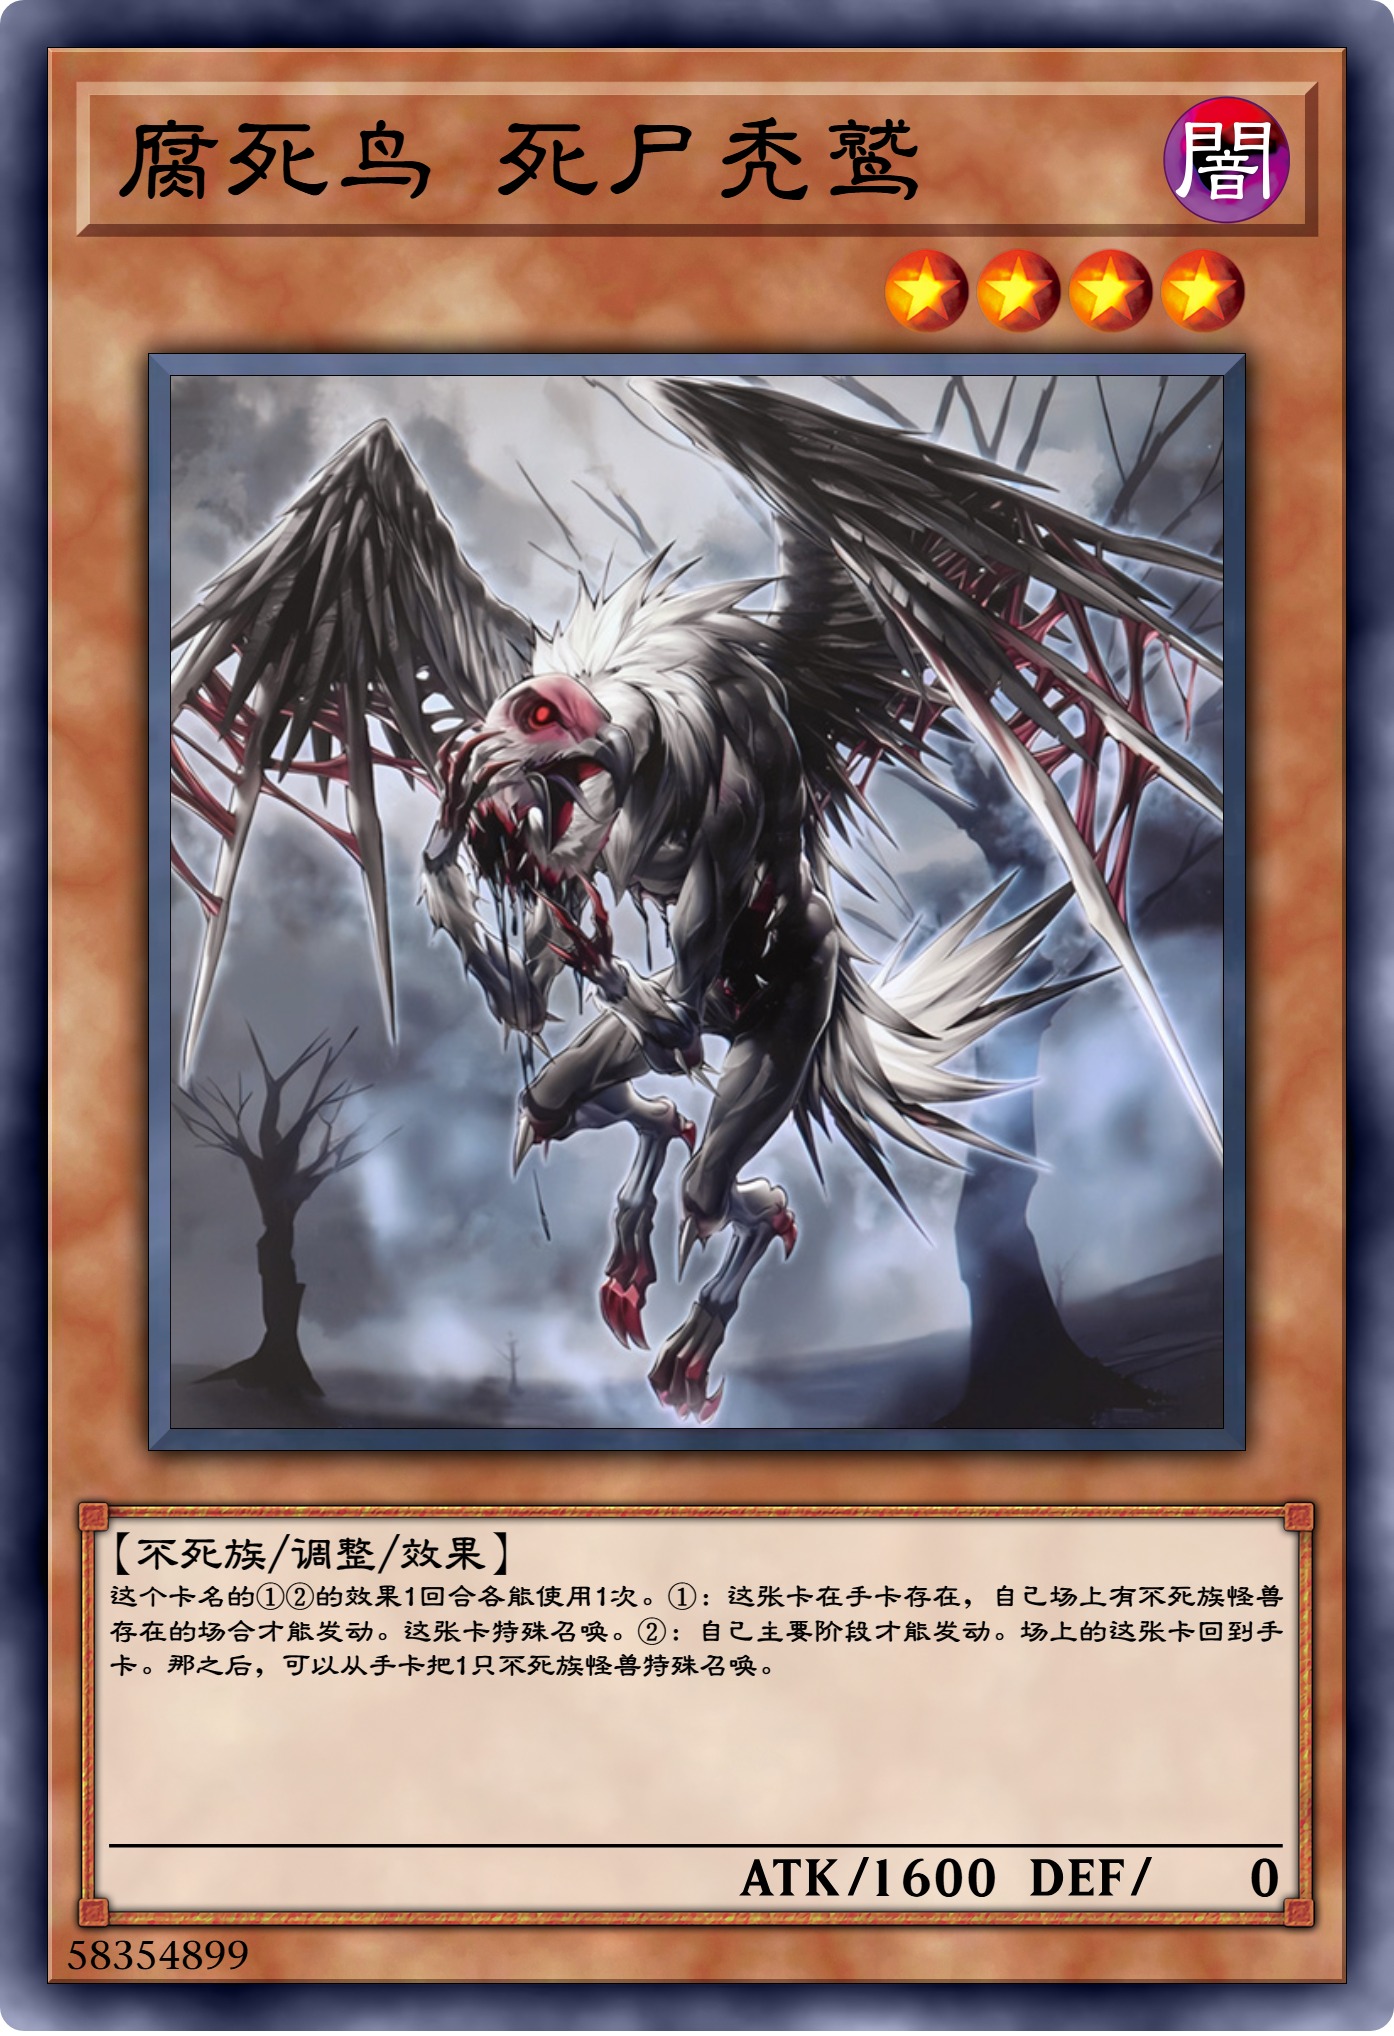 腐死鸟 死尸秃鹫
闇
【不死族/调整/效果】
这个卡名的①②的效果1回合各能使用1次。①：这张卡在手卡存在，自己场上有不死族怪兽
存在的场合才能发动。这张卡特殊召唤。②：自己主要阶段才能发动。场上的这张卡回到手
卡。那之后，可以从手卡把1只不死族怪兽特殊召唤。
ATK/1600 DEF/ 0
58354899